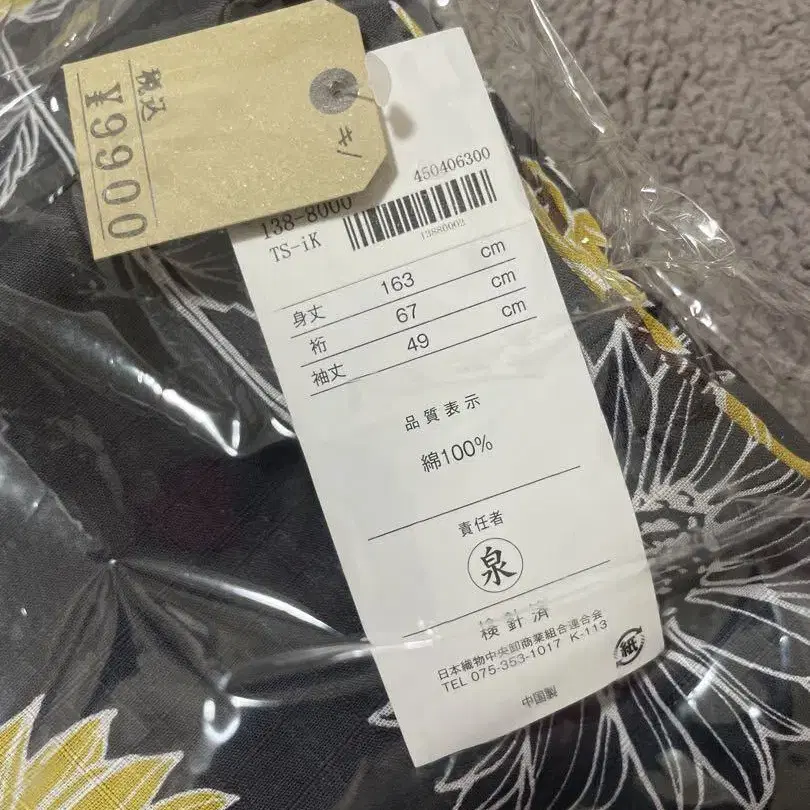 税込
¥9900
キ/
450406300
138-8000
TS-iK
13880002
身丈 163 cm
裄 67 cm
袖丈 49 cm
品質表示
綿100%
責任者
泉
検針済
日本織物中央卸商業組合連合会
TEL 075-353-1017 K-113
紙
中国製